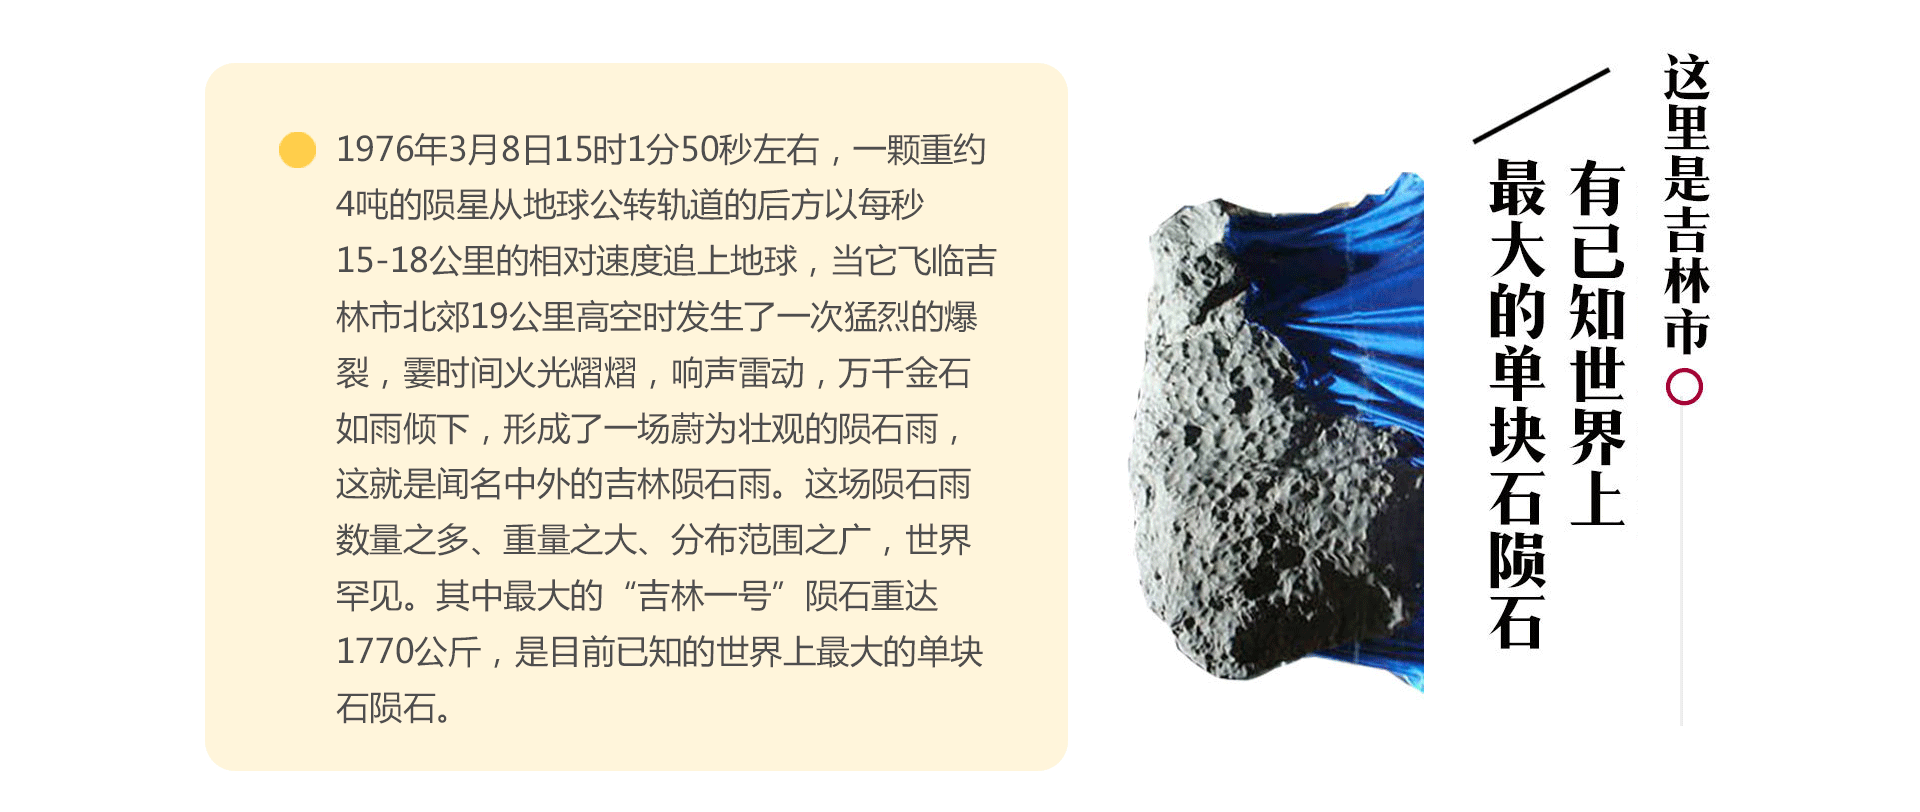 这里是吉林市
有已知世界上
最大的单块石陨石
1976年3月8日15时1分50秒左右，一颗重约
4吨的陨星从地球公转轨道的后方以每秒
15-18公里的相对速度追上地球，当它飞临吉
林市北郊19公里高空时发生了一次猛烈的爆
裂，霎时间火光熠熠，响声雷动，万千金石
如雨倾下，形成了一场蔚为壮观的陨石雨，
这就是闻名中外的吉林陨石雨。这场陨石雨
数量之多、重量之大、分布范围之广，世界
罕见。其中最大的“吉林一号”陨石重达
1770公斤，是目前已知的世界上最大的单块
石陨石。